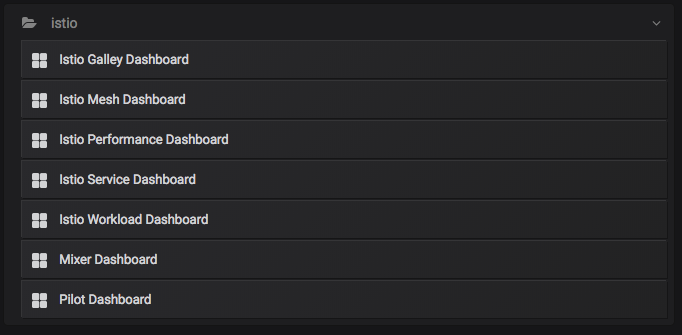 istio
Istio Galley Dashboard
Istio Mesh Dashboard
Istio Performance Dashboard
Istio Service Dashboard
Istio Workload Dashboard
Mixer Dashboard
Pilot Dashboard